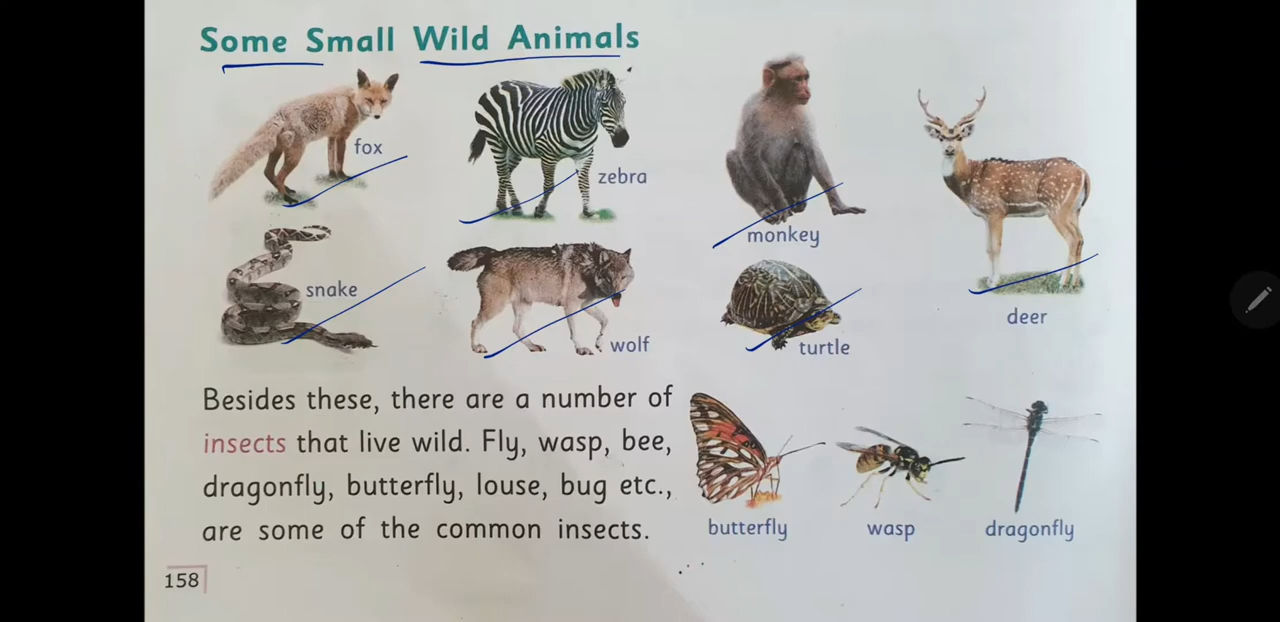 Some Small Wild Animals
fox
zebra
monkey
deer
snake
wolf
turtle
Besides these, there are a number of
insects that live wild. Fly, wasp, bee,
dragonfly, butterfly, louse, bug etc.,
are some of the common insects.
butterfly
wasp
dragonfly
158